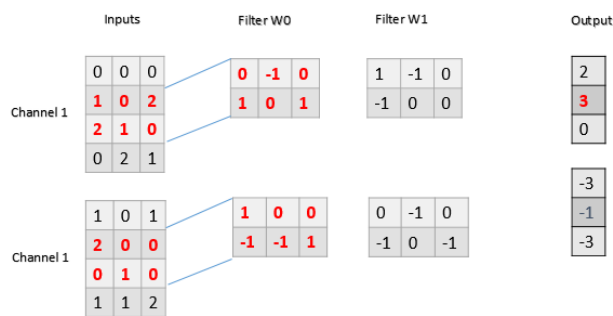 Inputs Filter W0 Filter W1 Output
0 0 0
1 0 2
2 1 0
0 2 1
Channel 1
0 -1 0
1 0 1
1 -1 0
-1 0 0
2
3
0
1 0 1
2 0 0
0 1 0
1 1 2
Channel 1
1 0 0
-1 -1 1
0 -1 0
-1 0 -1
-3
-1
-3